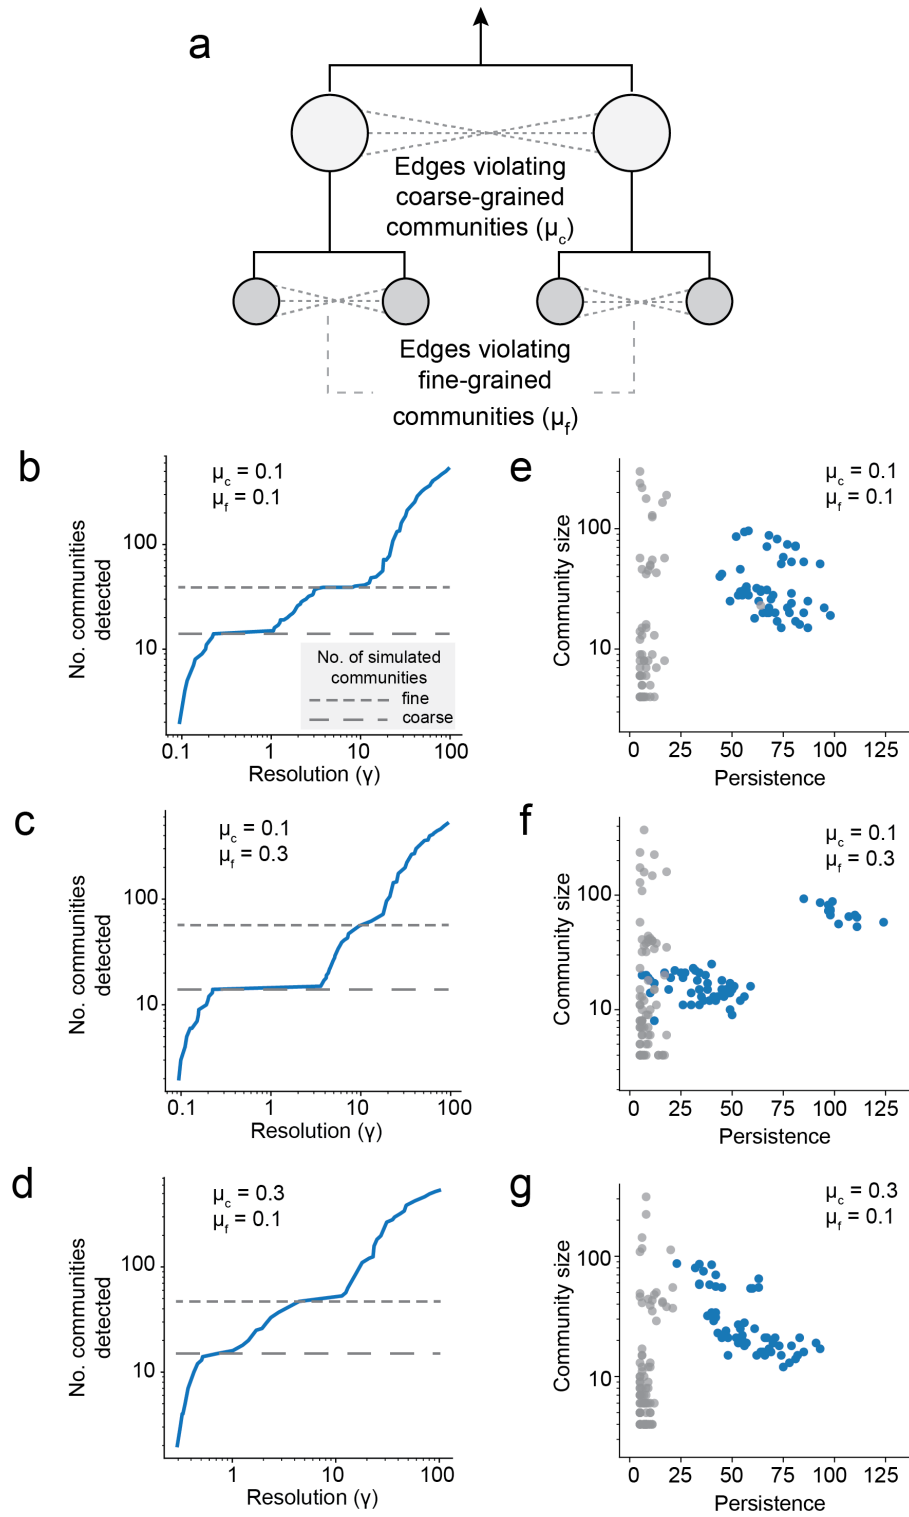 a
Edges violating
coarse-grained
communities (μc)
Edges violating
fine-grained
communities (μf)
b
μc = 0.1
μf = 0.1
No. communities
detected
100
10
No. of simulated
communities
fine
coarse
0.1 1 10 100
Resolution (γ)
e
μc = 0.1
μf = 0.1
Community size
100
10
0 25 50 75 100 125
Persistence
c
μc = 0.1
μf = 0.3
No. communities
detected
100
10
0.1 1 10 100
Resolution (γ)
f
μc = 0.1
μf = 0.3
Community size
100
10
0 25 50 75 100 125
Persistence
d
μc = 0.3
μf = 0.1
No. communities
detected
100
10
1 10 100
Resolution (γ)
g
μc = 0.3
μf = 0.1
Community size
100
10
0 25 50 75 100 125
Persistence